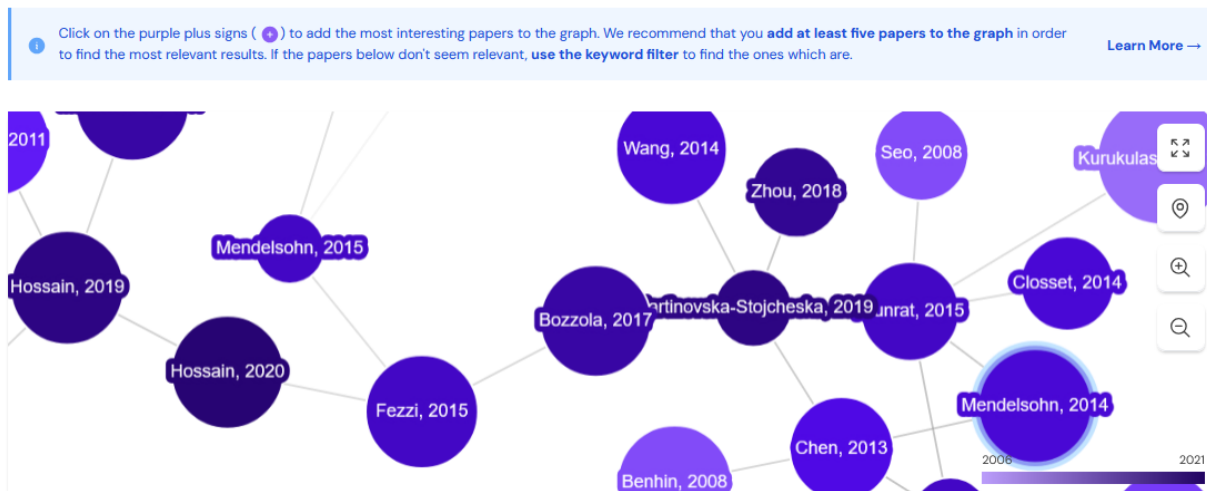 Click on the purple plus signs ( + ) to add the most interesting papers to the graph. We recommend that you add at least five papers to the graph in order
to find the most relevant results. If the papers below don't seem relevant, use the keyword filter to find the ones which are.
Learn More →
2011
Wang, 2014
Seo, 2008
Kurukulas
Zhou, 2018
Mendelsohn, 2015
Hossain, 2019
Closset, 2014
Bozzola, 2017
rtinovska-Stojcheska, 2019
unrat, 2015
Hossain, 2020
Fezzi, 2015
Mendelsohn, 2014
Chen, 2013
2006
2021
Benhin, 2008